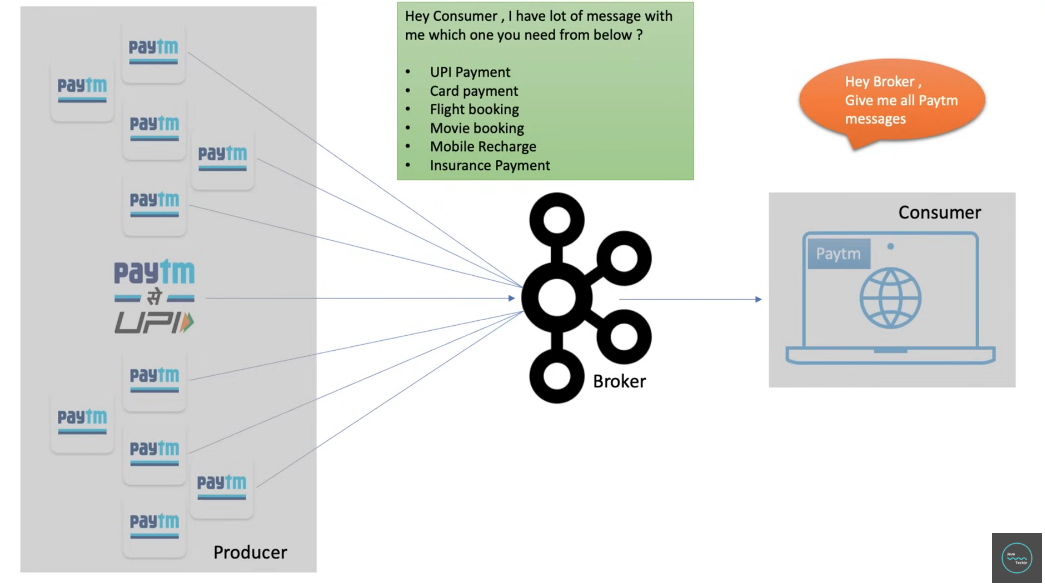 Hey Consumer , I have lot of message with
me which one you need from below ?
• UPI Payment
• Card payment
• Flight booking
• Movie booking
• Mobile Recharge
• Insurance Payment
Hey Broker ,
Give me all Paytm
messages
paytm
paytm
paytm
paytm
paytm
paytm
से
UPI
paytm
paytm
paytm
paytm
paytm
Producer
Broker
Consumer
Paytm